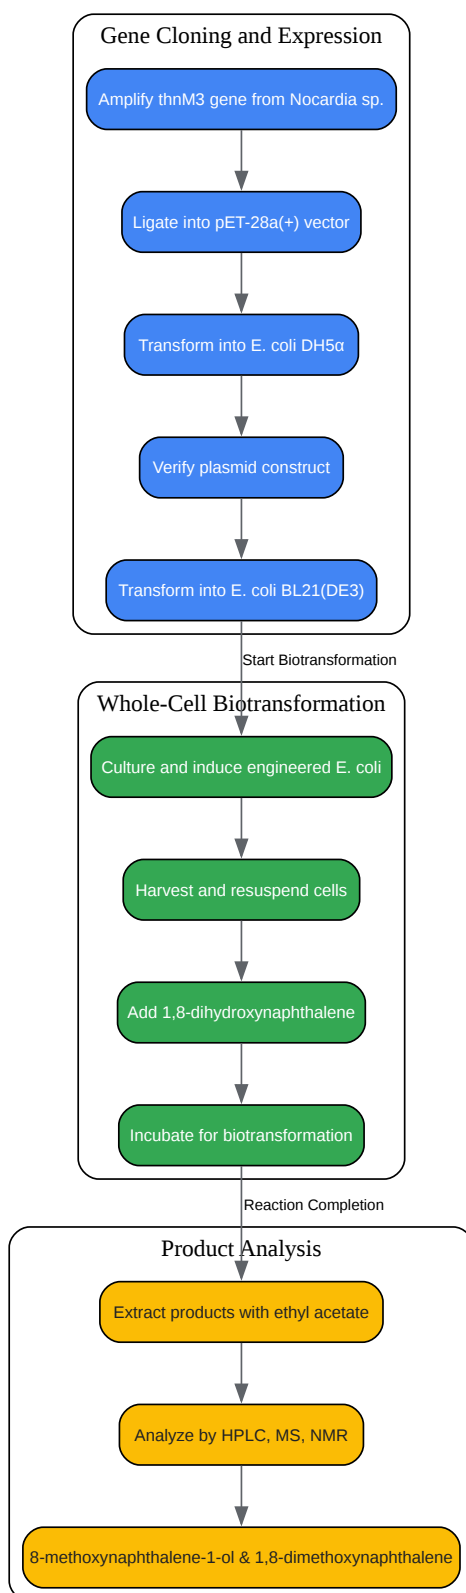 Gene Cloning and Expression
Amplify thnM3 gene from Nocardia sp.
Ligate into pET-28a(+) vector
Transform into E. coli DH5α
Verify plasmid construct
Transform into E. coli BL21(DE3)
Start Biotransformation
Whole-Cell Biotransformation
Culture and induce engineered E. coli
Harvest and resuspend cells
Add 1,8-dihydroxynaphthalene
Incubate for biotransformation
Reaction Completion
Product Analysis
Extract products with ethyl acetate
Analyze by HPLC, MS, NMR
8-methoxynaphthalene-1-ol & 1,8-dimethoxynaphthalene